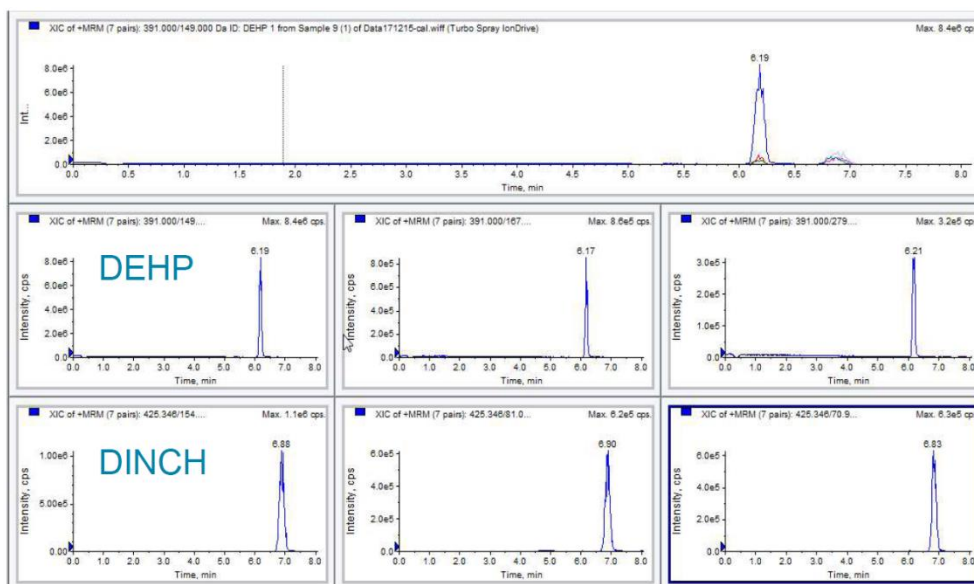 XIC of +MRM (7 pairs): 391.000/149.000 Da ID: DEHP 1 from Sample 9 (1) of Data171215-cal.wiff (Turbo Spray IonDrive) Max. 8.4e6 cps.
6.19
8.0e6
6.0e6
4.0e6
2.0e6
0.0
Int...
0.0 0.5 1.0 1.5 2.0 2.5 3.0 3.5 4.0 4.5 5.0 5.5 6.0 6.5 7.0 7.5 8.0
Time, min
XIC of +MRM (7 pairs): 391.000/149.... Max. 8.4e6 cps.
6.19
DEHP
8.0e6
6.0e6
4.0e6
2.0e6
0.0
Intensity, cps
0.0 1.0 2.0 3.0 4.0 5.0 6.0 7.0 8.0
Time, min
XIC of +MRM (7 pairs): 391.000/167.... Max. 8.6e5 cps.
6.17
8.0e5
6.0e5
4.0e5
2.0e5
0.0
Intensity, cps
0.0 1.0 2.0 3.0 4.0 5.0 6.0 7.0 8.0
Time, min
XIC of +MRM (7 pairs): 391.000/279.... Max. 3.2e5 cps.
6.21
3.0e5
2.0e5
1.0e5
0.0
Intensity, cps
0.0 1.0 2.0 3.0 4.0 5.0 6.0 7.0 8.0
Time, min
XIC of +MRM (7 pairs): 425.346/154.... Max. 1.1e6 cps.
6.88
DINCH
1.00e6
5.00e5
0.00
Intensity, cps
0.0 1.0 2.0 3.0 4.0 5.0 6.0 7.0 8.0
Time, min
XIC of +MRM (7 pairs): 425.346/81.0... Max. 6.2e5 cps.
6.90
6.0e5
4.0e5
2.0e5
0.0
Intensity, cps
0.0 1.0 2.0 3.0 4.0 5.0 6.0 7.0 8.0
Time, min
XIC of +MRM (7 pairs): 425.346/70.9... Max. 6.3e5 cps.
6.83
6.0e5
4.0e5
2.0e5
0.0
Intensity, cps
0.0 1.0 2.0 3.0 4.0 5.0 6.0 7.0 8.0
Time, min